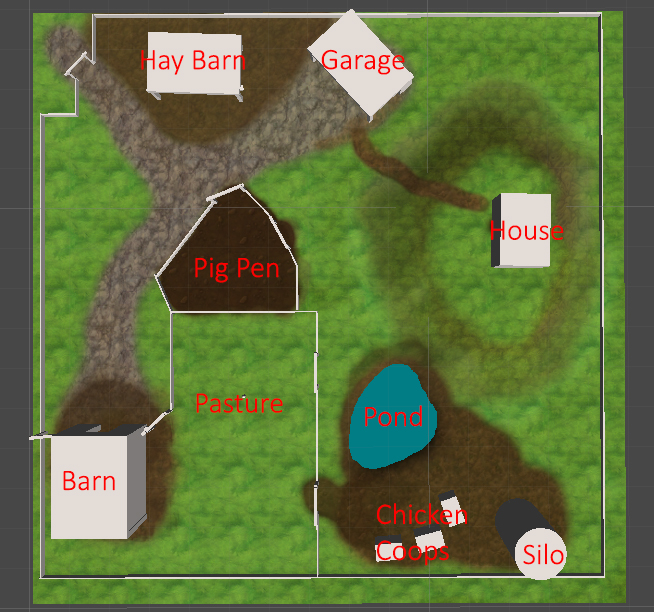 Hay Barn
Garage
House
Pig Pen
Pasture
Pond
Barn
Chicken
Coops
Silo